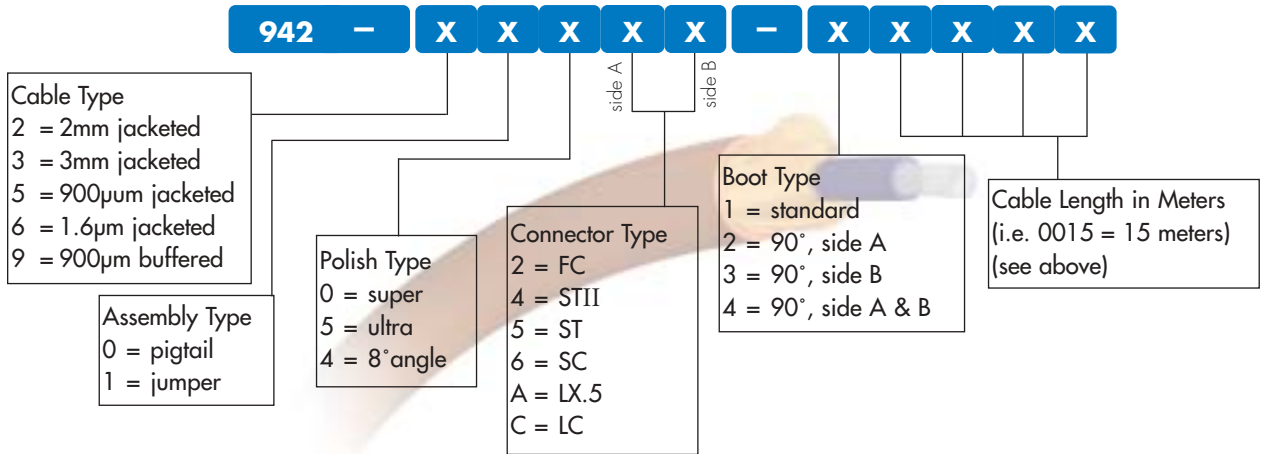 942 – X X X X X – X X X X X
side A
side B
Cable Type
2 = 2mm jacketed
3 = 3mm jacketed
5 = 900µum jacketed
6 = 1.6µm jacketed
9 = 900µm buffered
Assembly Type
0 = pigtail
1 = jumper
Polish Type
0 = super
5 = ultra
4 = 8˚angle
Connector Type
2 = FC
4 = STII
5 = ST
6 = SC
A = LX.5
C = LC
Boot Type
1 = standard
2 = 90˚, side A
3 = 90˚, side B
4 = 90˚, side A & B
Cable Length in Meters
(i.e. 0015 = 15 meters)
(see above)